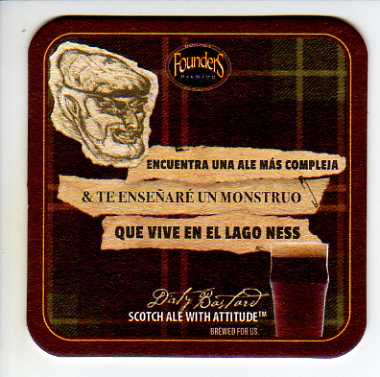 Founders
BREWING
ENCUENTRA UNA ALE MÁS COMPLEJA
& TE ENSEÑARÉ UN MONSTRUO
QUE VIVE EN EL LAGO NESS
Dirty Bastard
SCOTCH ALE WITH ATTITUDE™
BREWED FOR US.